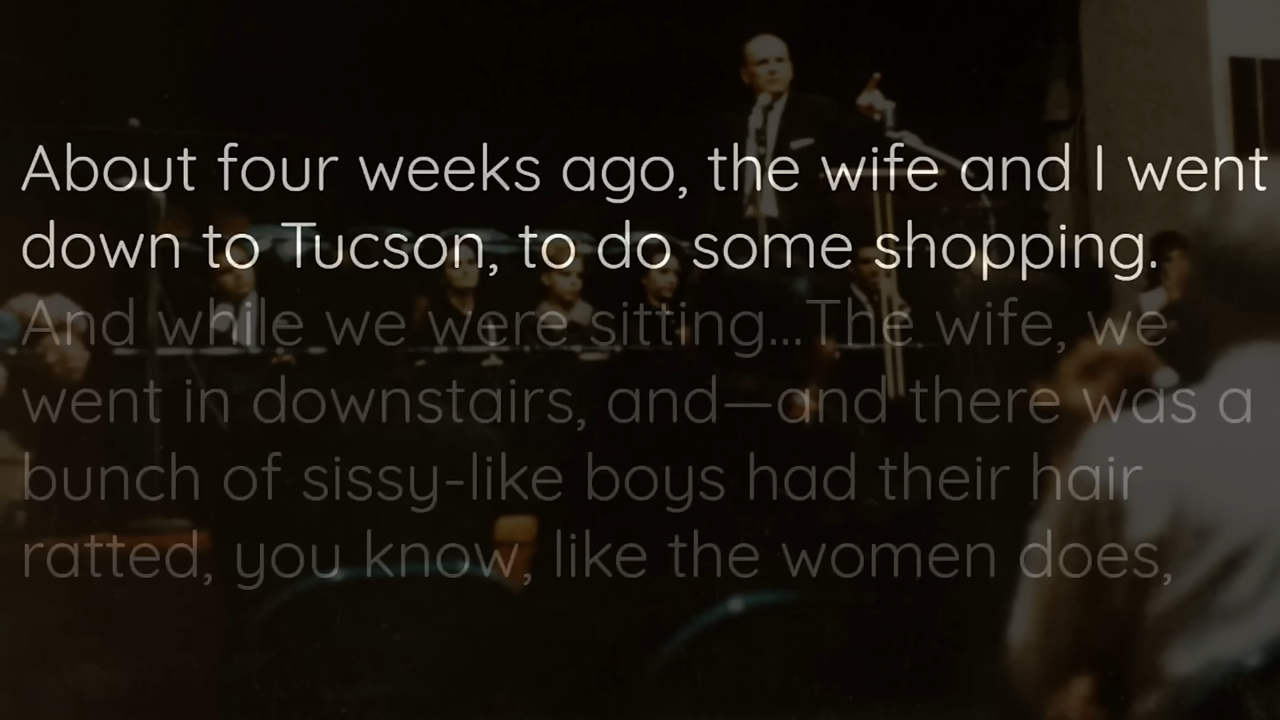 About four weeks ago, the wife and I went
down to Tucson, to do some shopping.
And while we were sitting...The wife, we
went in downstairs, and—and there was a
bunch of sissy-like boys had their hair
ratted, you know, like the women does,